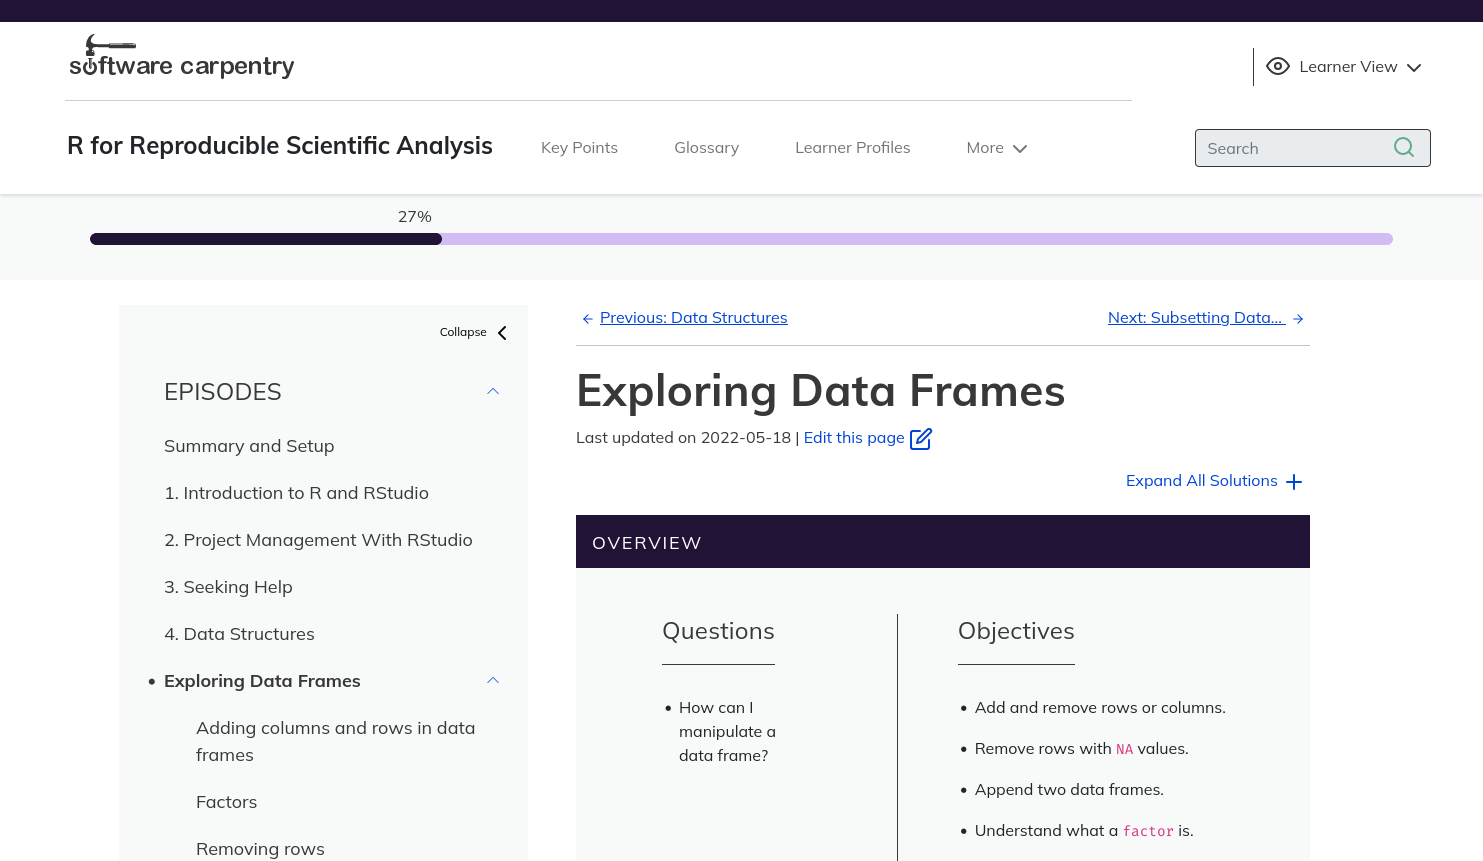 software carpentry
Learner View
R for Reproducible Scientific Analysis
Key Points
Glossary
Learner Profiles
More
Search
27%
Collapse
EPISODES
Summary and Setup
1. Introduction to R and RStudio
2. Project Management With RStudio
3. Seeking Help
4. Data Structures
• Exploring Data Frames
Adding columns and rows in data
frames
Factors
Removing rows
Previous: Data Structures
Next: Subsetting Data...
Exploring Data Frames
Last updated on 2022-05-18 | Edit this page
Expand All Solutions
OVERVIEW
Questions
• How can I
manipulate a
data frame?
Objectives
• Add and remove rows or columns.
• Remove rows with NA values.
• Append two data frames.
• Understand what a factor is.